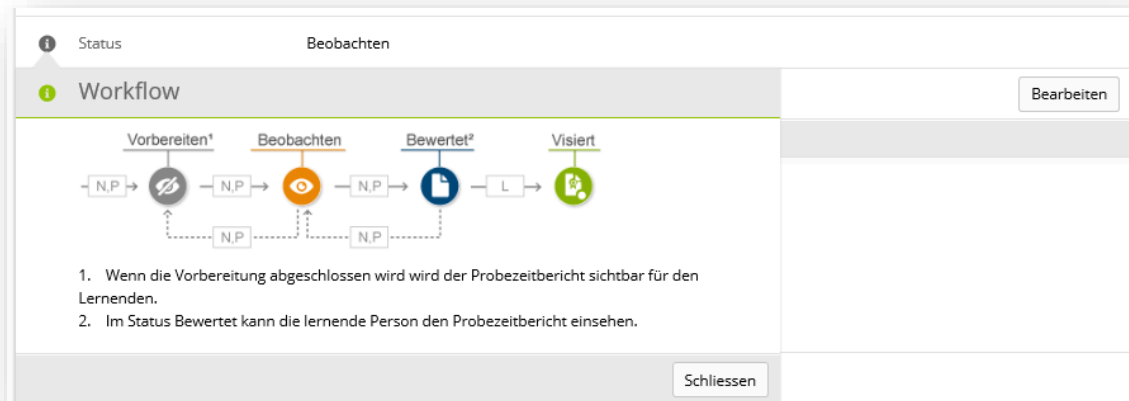 Status Beobachten
Workflow
Bearbeiten
Vorbereiten¹ Beobachten Bewertet² Visiert
N,P N,P N,P L
N,P N,P
1. Wenn die Vorbereitung abgeschlossen wird wird der Probezeitbericht sichtbar für den
Lernenden.
2. Im Status Bewertet kann die lernende Person den Probezeitbericht einsehen.
Schliessen